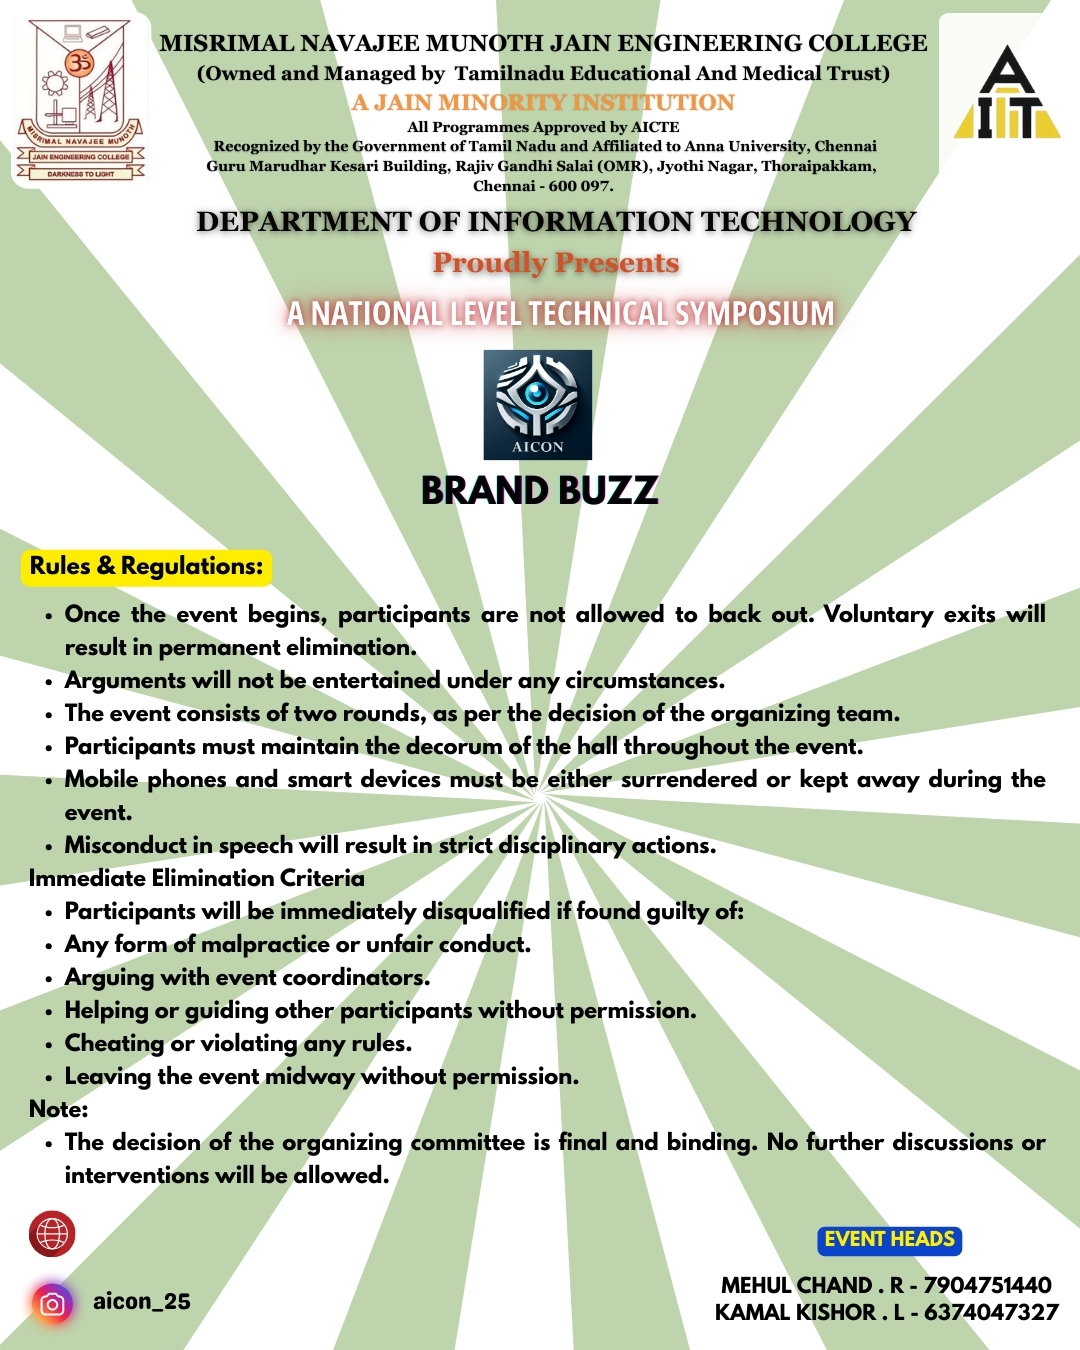 MISRIMAL NAVAJEE MUNOTH JAIN ENGINEERING COLLEGE
(Owned and Managed by Tamilnadu Educational And Medical Trust)
A JAIN MINORITY INSTITUTION
All Programmes Approved by AICTE
Recognized by the Government of Tamil Nadu and Affiliated to Anna University, Chennai
Guru Marudhar Kesari Building, Rajiv Gandhi Salai (OMR), Jyothi Nagar, Thoraipakkam,
Chennai - 600 097.
MISRIMAL NAVAJEE MUNOTH
JAIN ENGINEERING COLLEGE
DARKNESS TO LIGHT
ॐ
AIIT
DEPARTMENT OF INFORMATION TECHNOLOGY
Proudly Presents
A NATIONAL LEVEL TECHNICAL SYMPOSIUM
AICON
BRAND BUZZ
Rules & Regulations:
• Once the event begins, participants are not allowed to back out. Voluntary exits will
result in permanent elimination.
• Arguments will not be entertained under any circumstances.
• The event consists of two rounds, as per the decision of the organizing team.
• Participants must maintain the decorum of the hall throughout the event.
• Mobile phones and smart devices must be either surrendered or kept away during the
event.
• Misconduct in speech will result in strict disciplinary actions.
Immediate Elimination Criteria
• Participants will be immediately disqualified if found guilty of:
• Any form of malpractice or unfair conduct.
• Arguing with event coordinators.
• Helping or guiding other participants without permission.
• Cheating or violating any rules.
• Leaving the event midway without permission.
Note:
• The decision of the organizing committee is final and binding. No further discussions or
interventions will be allowed.
EVENT HEADS
MEHUL CHAND . R - 7904751440
KAMAL KISHOR . L - 6374047327
aicon_25